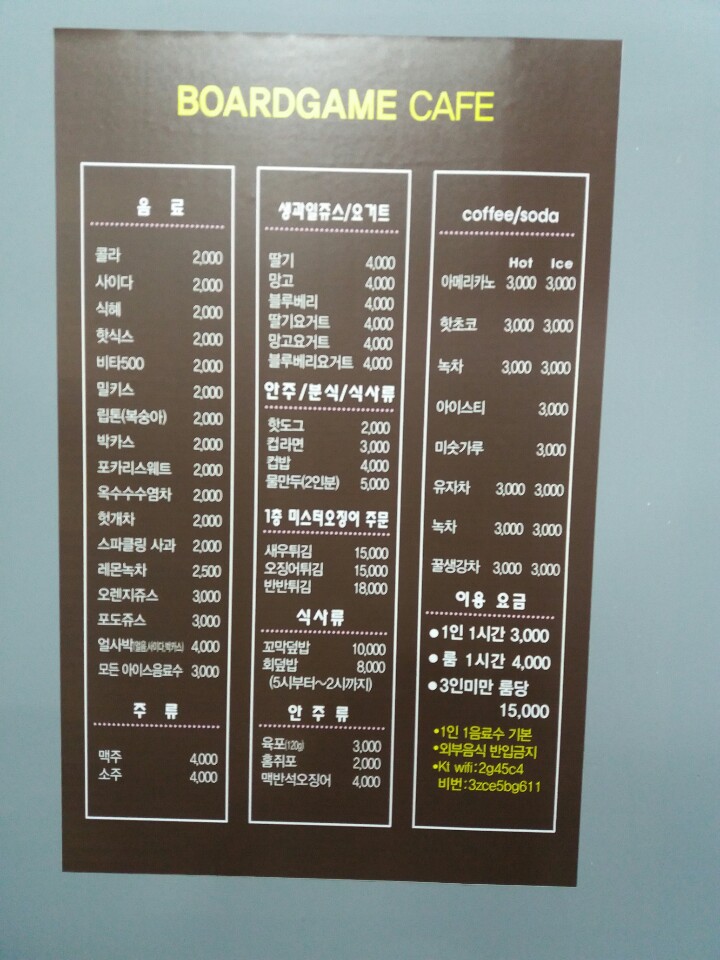 BOARDGAME CAFE
음 료
콜라 2,000
사이다 2,000
식혜 2,000
핫식스 2,000
비타500 2,000
밀키스 2,000
립톤(복숭아) 2,000
박카스 2,000
포카리스웨트 2,000
옥수수수염차 2,000
헛개차 2,000
스파클링 사과 2,000
레몬녹차 2,500
오렌지쥬스 3,000
포도쥬스 3,000
얼사박(얼음,사이다,박카스) 4,000
모든 아이스음료수 3,000
주 류
맥주 4,000
소주 4,000
생과일쥬스/요거트
딸기 4,000
망고 4,000
블루베리 4,000
딸기요거트 4,000
망고요거트 4,000
블루베리요거트 4,000
안주/분식/식사류
핫도그 2,000
컵라면 3,000
컵밥 4,000
물만두(2인분) 5,000
1층 미스터오징어 주문
새우튀김 15,000
오징어튀김 15,000
반반튀김 18,000
식사류
꼬막덮밥 10,000
회덮밥 8,000
(5시부터~2시까지)
안 주 류
육포(120g) 3,000
홈쥐포 2,000
맥반석오징어 4,000
coffee/soda
Hot Ice
아메리카노 3,000 3,000
핫초코 3,000 3,000
녹차 3,000 3,000
아이스티 3,000
미숫가루 3,000
유자차 3,000 3,000
녹차 3,000 3,000
꿀생강차 3,000 3,000
이용 요금
•1인 1시간 3,000
•룸 1시간 4,000
•3인미만 룸당
15,000
•1인 1음료수 기본
•외부음식 반입금지
•Kt wifi:2g45c4
비번:3zce5bg611